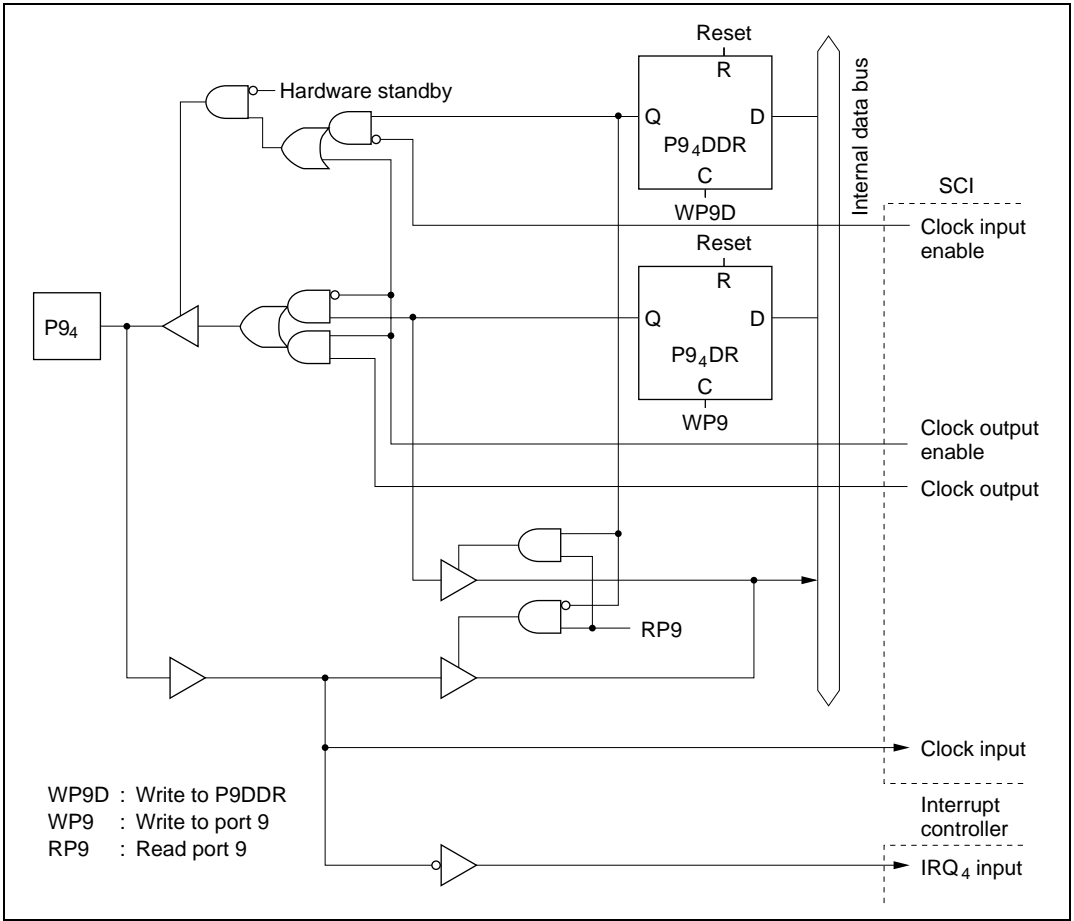 Reset
R
Hardware standby
Q
D
P9₄DDR
C
WP9D
Internal data bus
SCI
Clock input
enable
Reset
R
Q
D
P9₄
P9₄DR
C
WP9
Clock output
enable
Clock output
RP9
Clock input
WP9D : Write to P9DDR
WP9 : Write to port 9
RP9 : Read port 9
Interrupt
controller
IRQ₄ input